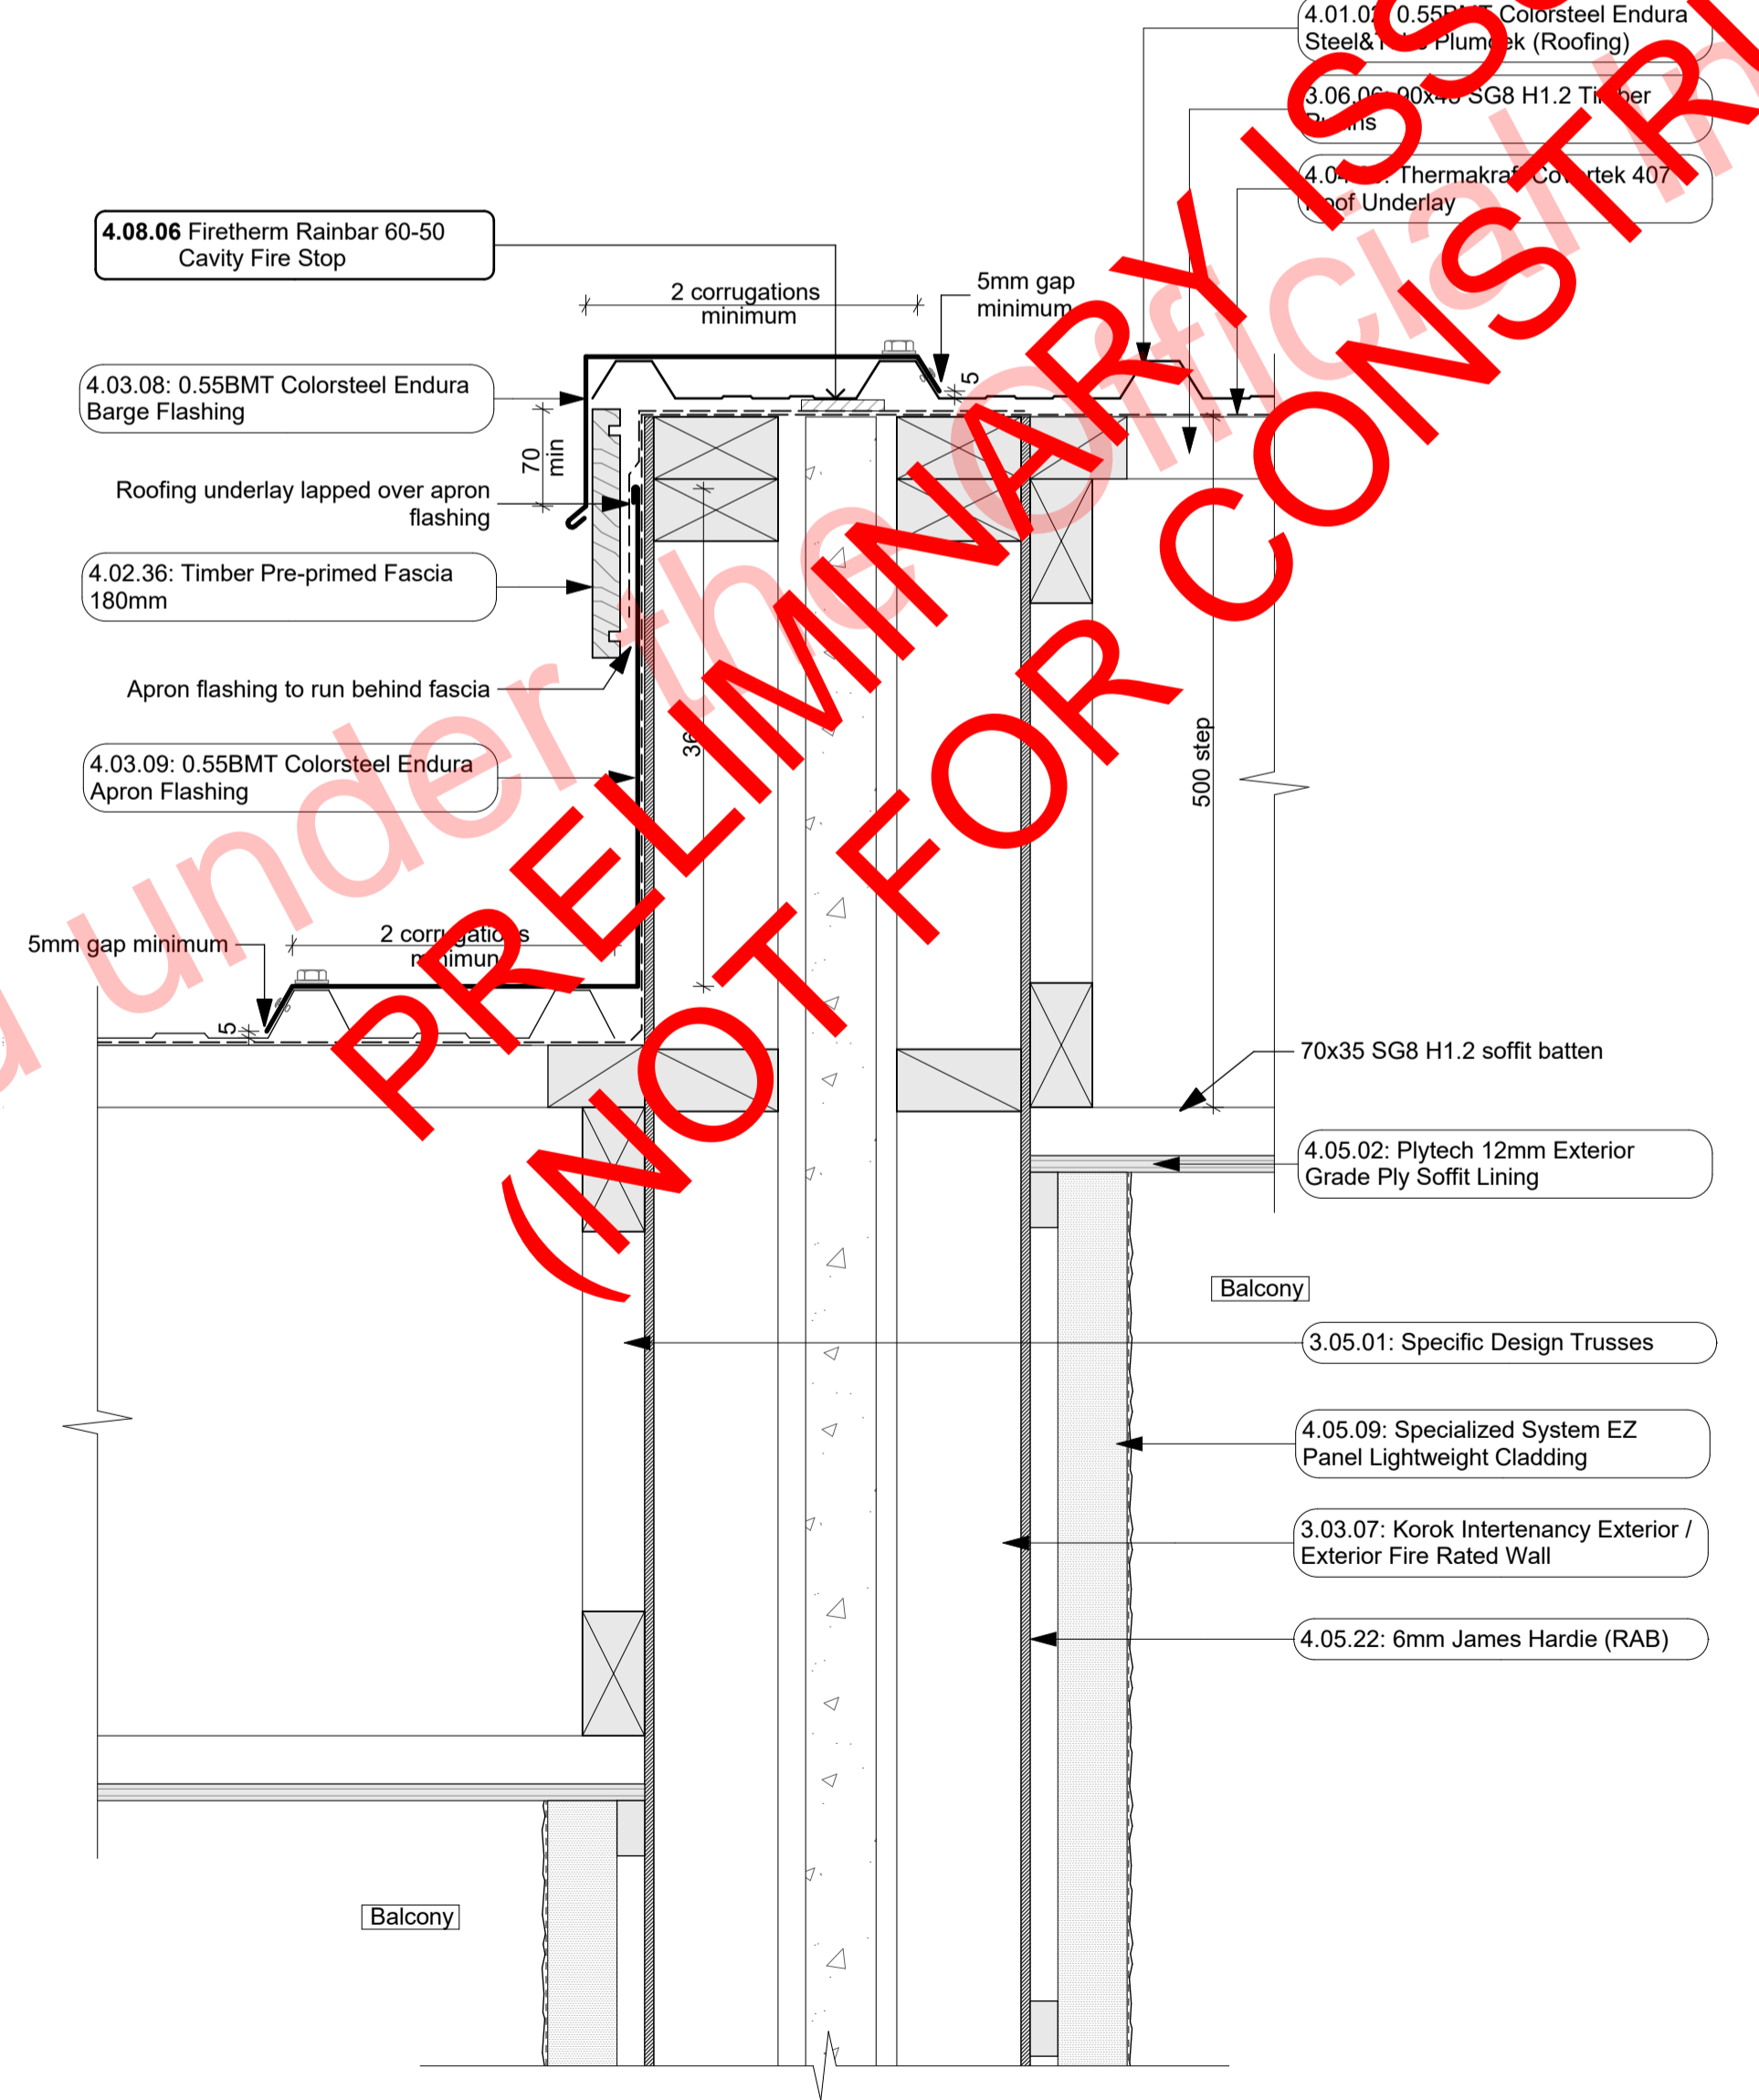 4.01.02: 0.55BMT Colorsteel Endura
Steel& Plumdek (Roofing)
3.06.06: 90x45 SG8 H1.2 Timber
Purlins
Thermakraft Covertek 407
Roof Underlay
4.08.06 Firetherm Rainbar 60-50
Cavity Fire Stop
2 corrugations
minimum
5mm gap
minimum
5
4.03.08: 0.55BMT Colorsteel Endura
Barge Flashing
70
min
Roofing underlay lapped over apron
flashing
4.02.36: Timber Pre-primed Fascia
180mm
Apron flashing to run behind fascia
4.03.09: 0.55BMT Colorsteel Endura
Apron Flashing
500 step
5mm gap minimum
2 corrugations
minimum
5
70x35 SG8 H1.2 soffit batten
4.05.02: Plytech 12mm Exterior
Grade Ply Soffit Lining
Balcony
3.05.01: Specific Design Trusses
4.05.09: Specialized System EZ
Panel Lightweight Cladding
3.03.07: Korok Intertenancy Exterior /
Exterior Fire Rated Wall
4.05.22: 6mm James Hardie (RAB)
Balcony
under the Official
PRELIMINARY
(NOT FOR